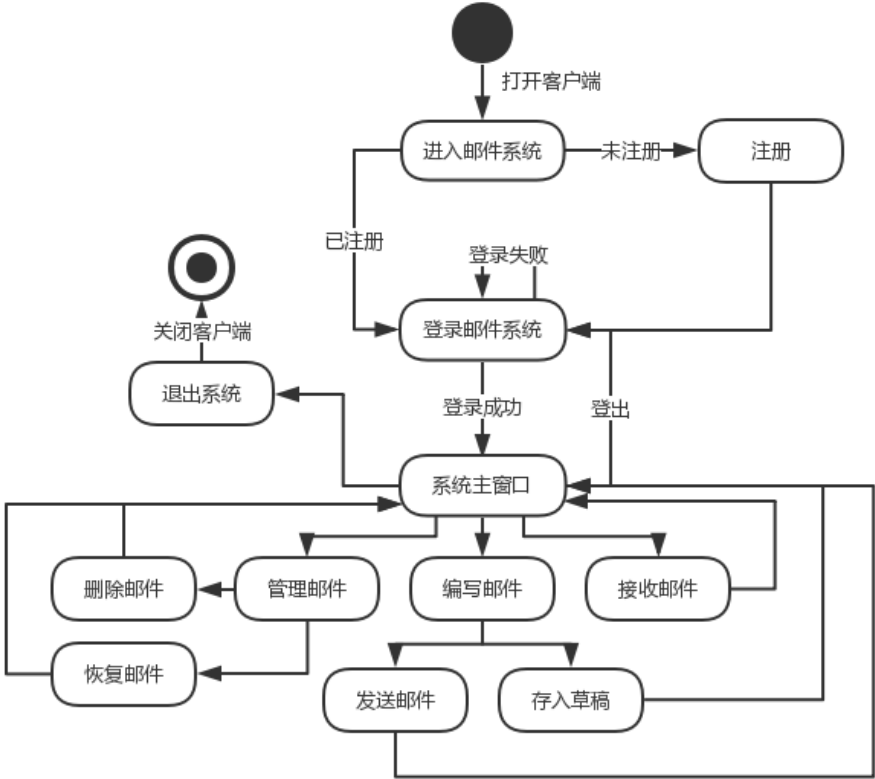 打开客户端
进入邮件系统
未注册
注册
已注册
登录失败
登录邮件系统
关闭客户端
退出系统
登录成功
登出
系统主窗口
删除邮件
管理邮件
编写邮件
接收邮件
恢复邮件
发送邮件
存入草稿